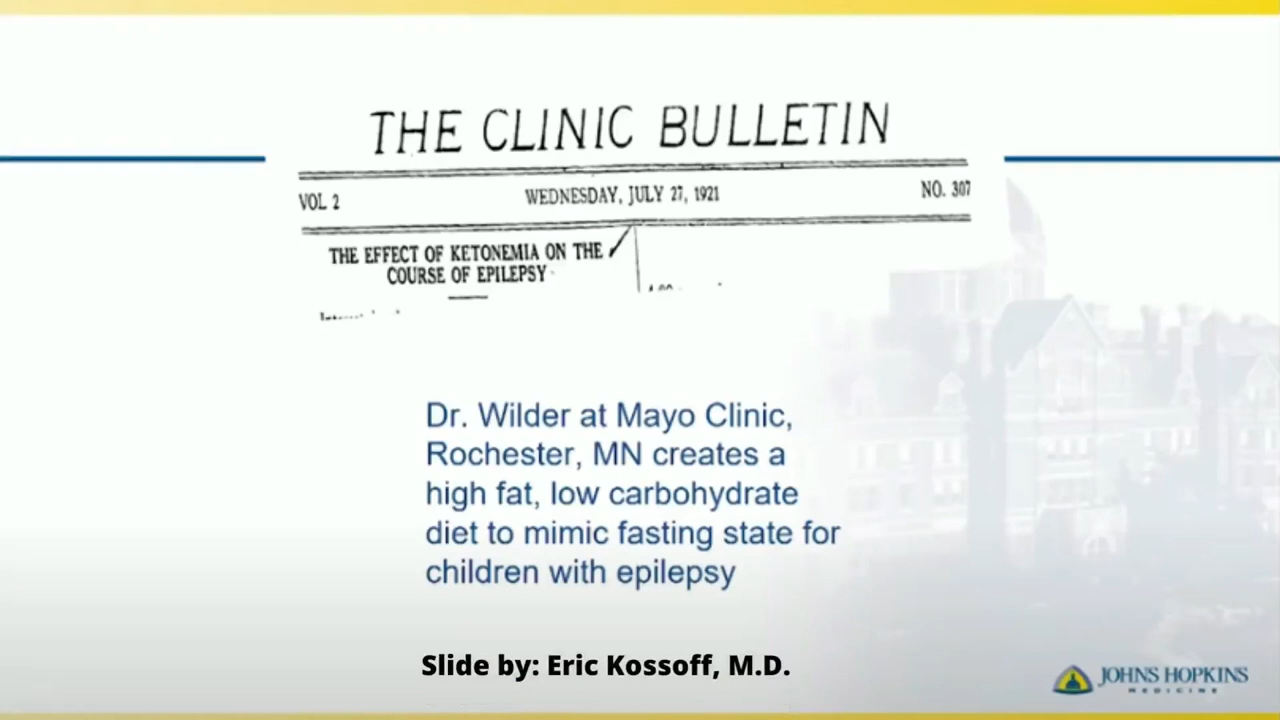 THE CLINIC BULLETIN
VOL 2 WEDNESDAY, JULY 27, 1921 NO. 307
THE EFFECT OF KETONEMIA ON THE
COURSE OF EPILEPSY
Dr. Wilder at Mayo Clinic,
Rochester, MN creates a
high fat, low carbohydrate
diet to mimic fasting state for
children with epilepsy
Slide by: Eric Kossoff, M.D.
JOHNS HOPKINS
MEDICINE